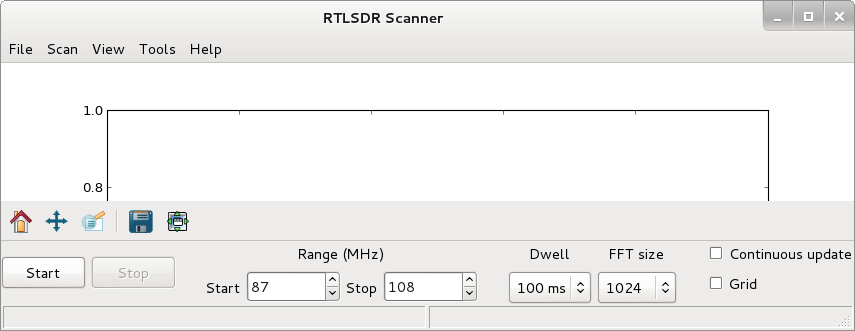 RTLSDR Scanner
File Scan View Tools Help
1.0
0.8
Range (MHz) Dwell FFT size Continuous update
Start Stop Start 87 Stop 108 100 ms 1024 Grid